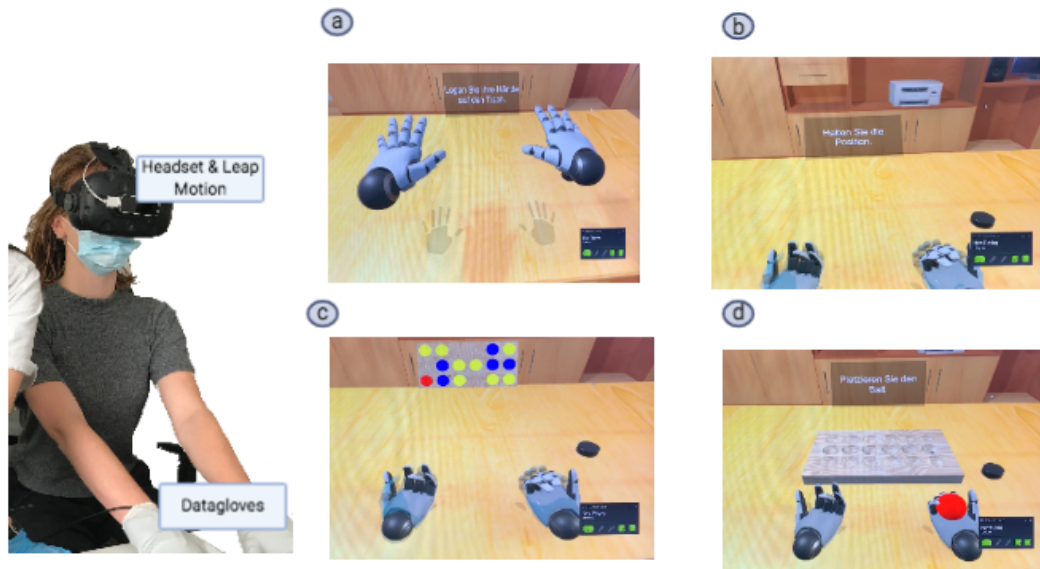 a
b
Legen Sie Ihre Hände
auf den Tisch.
Halten Sie die
Position.
Headset & Leap
Motion
c
d
Platzieren Sie den
Ball.
Datagloves